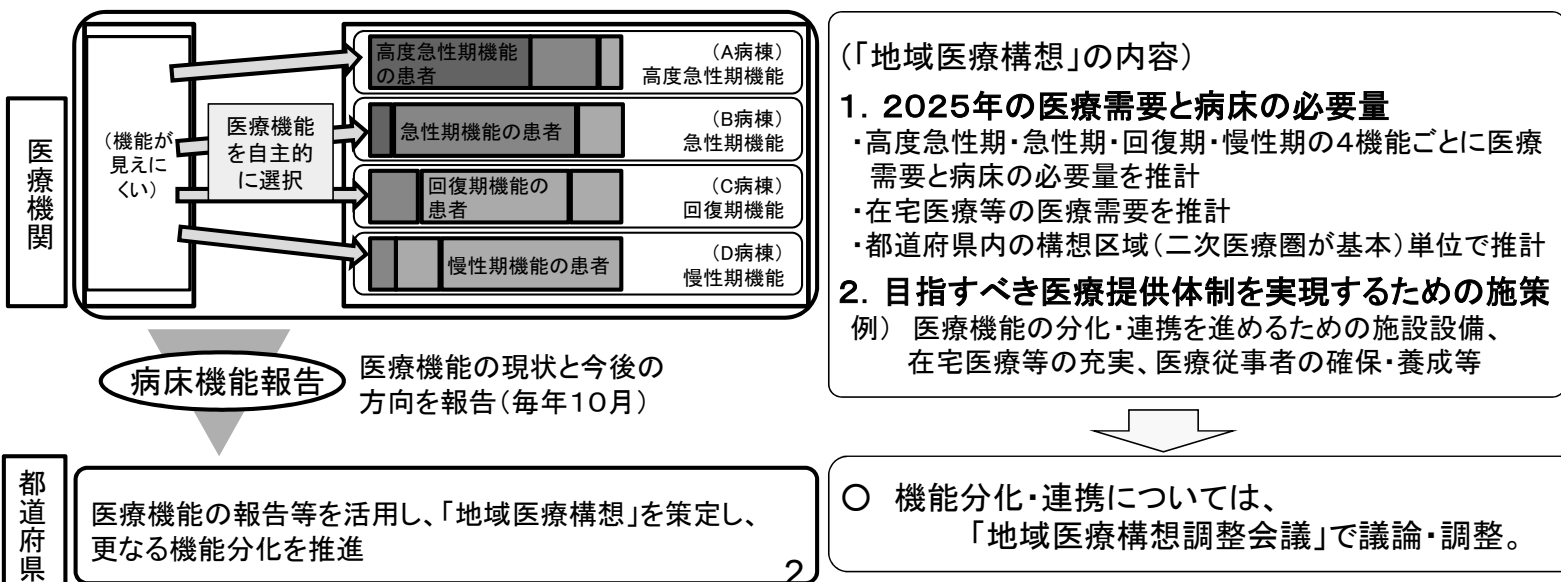 医療機関
(機能が
見えに
くい)
医療機能
を自主的
に選択
高度急性期機能
の患者
(A病棟)
高度急性期機能
急性期機能の患者
(B病棟)
急性期機能
回復期機能の
患者
(C病棟)
回復期機能
慢性期機能の患者
(D病棟)
慢性期機能
病床機能報告
医療機能の現状と今後の
方向を報告(毎年10月)
都道府県
医療機能の報告等を活用し、「地域医療構想」を策定し、
更なる機能分化を推進
2
(「地域医療構想」の内容)
1. 2025年の医療需要と病床の必要量
・高度急性期・急性期・回復期・慢性期の4機能ごとに医療
需要と病床の必要量を推計
・在宅医療等の医療需要を推計
・都道府県内の構想区域(二次医療圏が基本)単位で推計
2. 目指すべき医療提供体制を実現するための施策
例) 医療機能の分化・連携を進めるための施設設備、
在宅医療等の充実、医療従事者の確保・養成等
○ 機能分化・連携については、
「地域医療構想調整会議」で議論・調整。